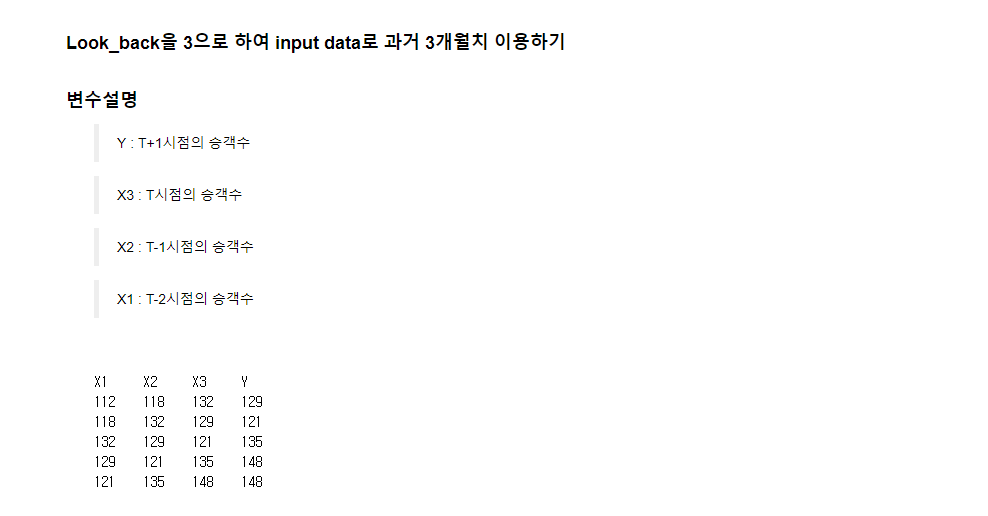 Look_back을 3으로 하여 input data로 과거 3개월치 이용하기
변수설명
Y : T+1시점의 승객수
X3 : T시점의 승객수
X2 : T-1시점의 승객수
X1 : T-2시점의 승객수
X1 X2 X3 Y
112 118 132 129
118 132 129 121
132 129 121 135
129 121 135 148
121 135 148 148